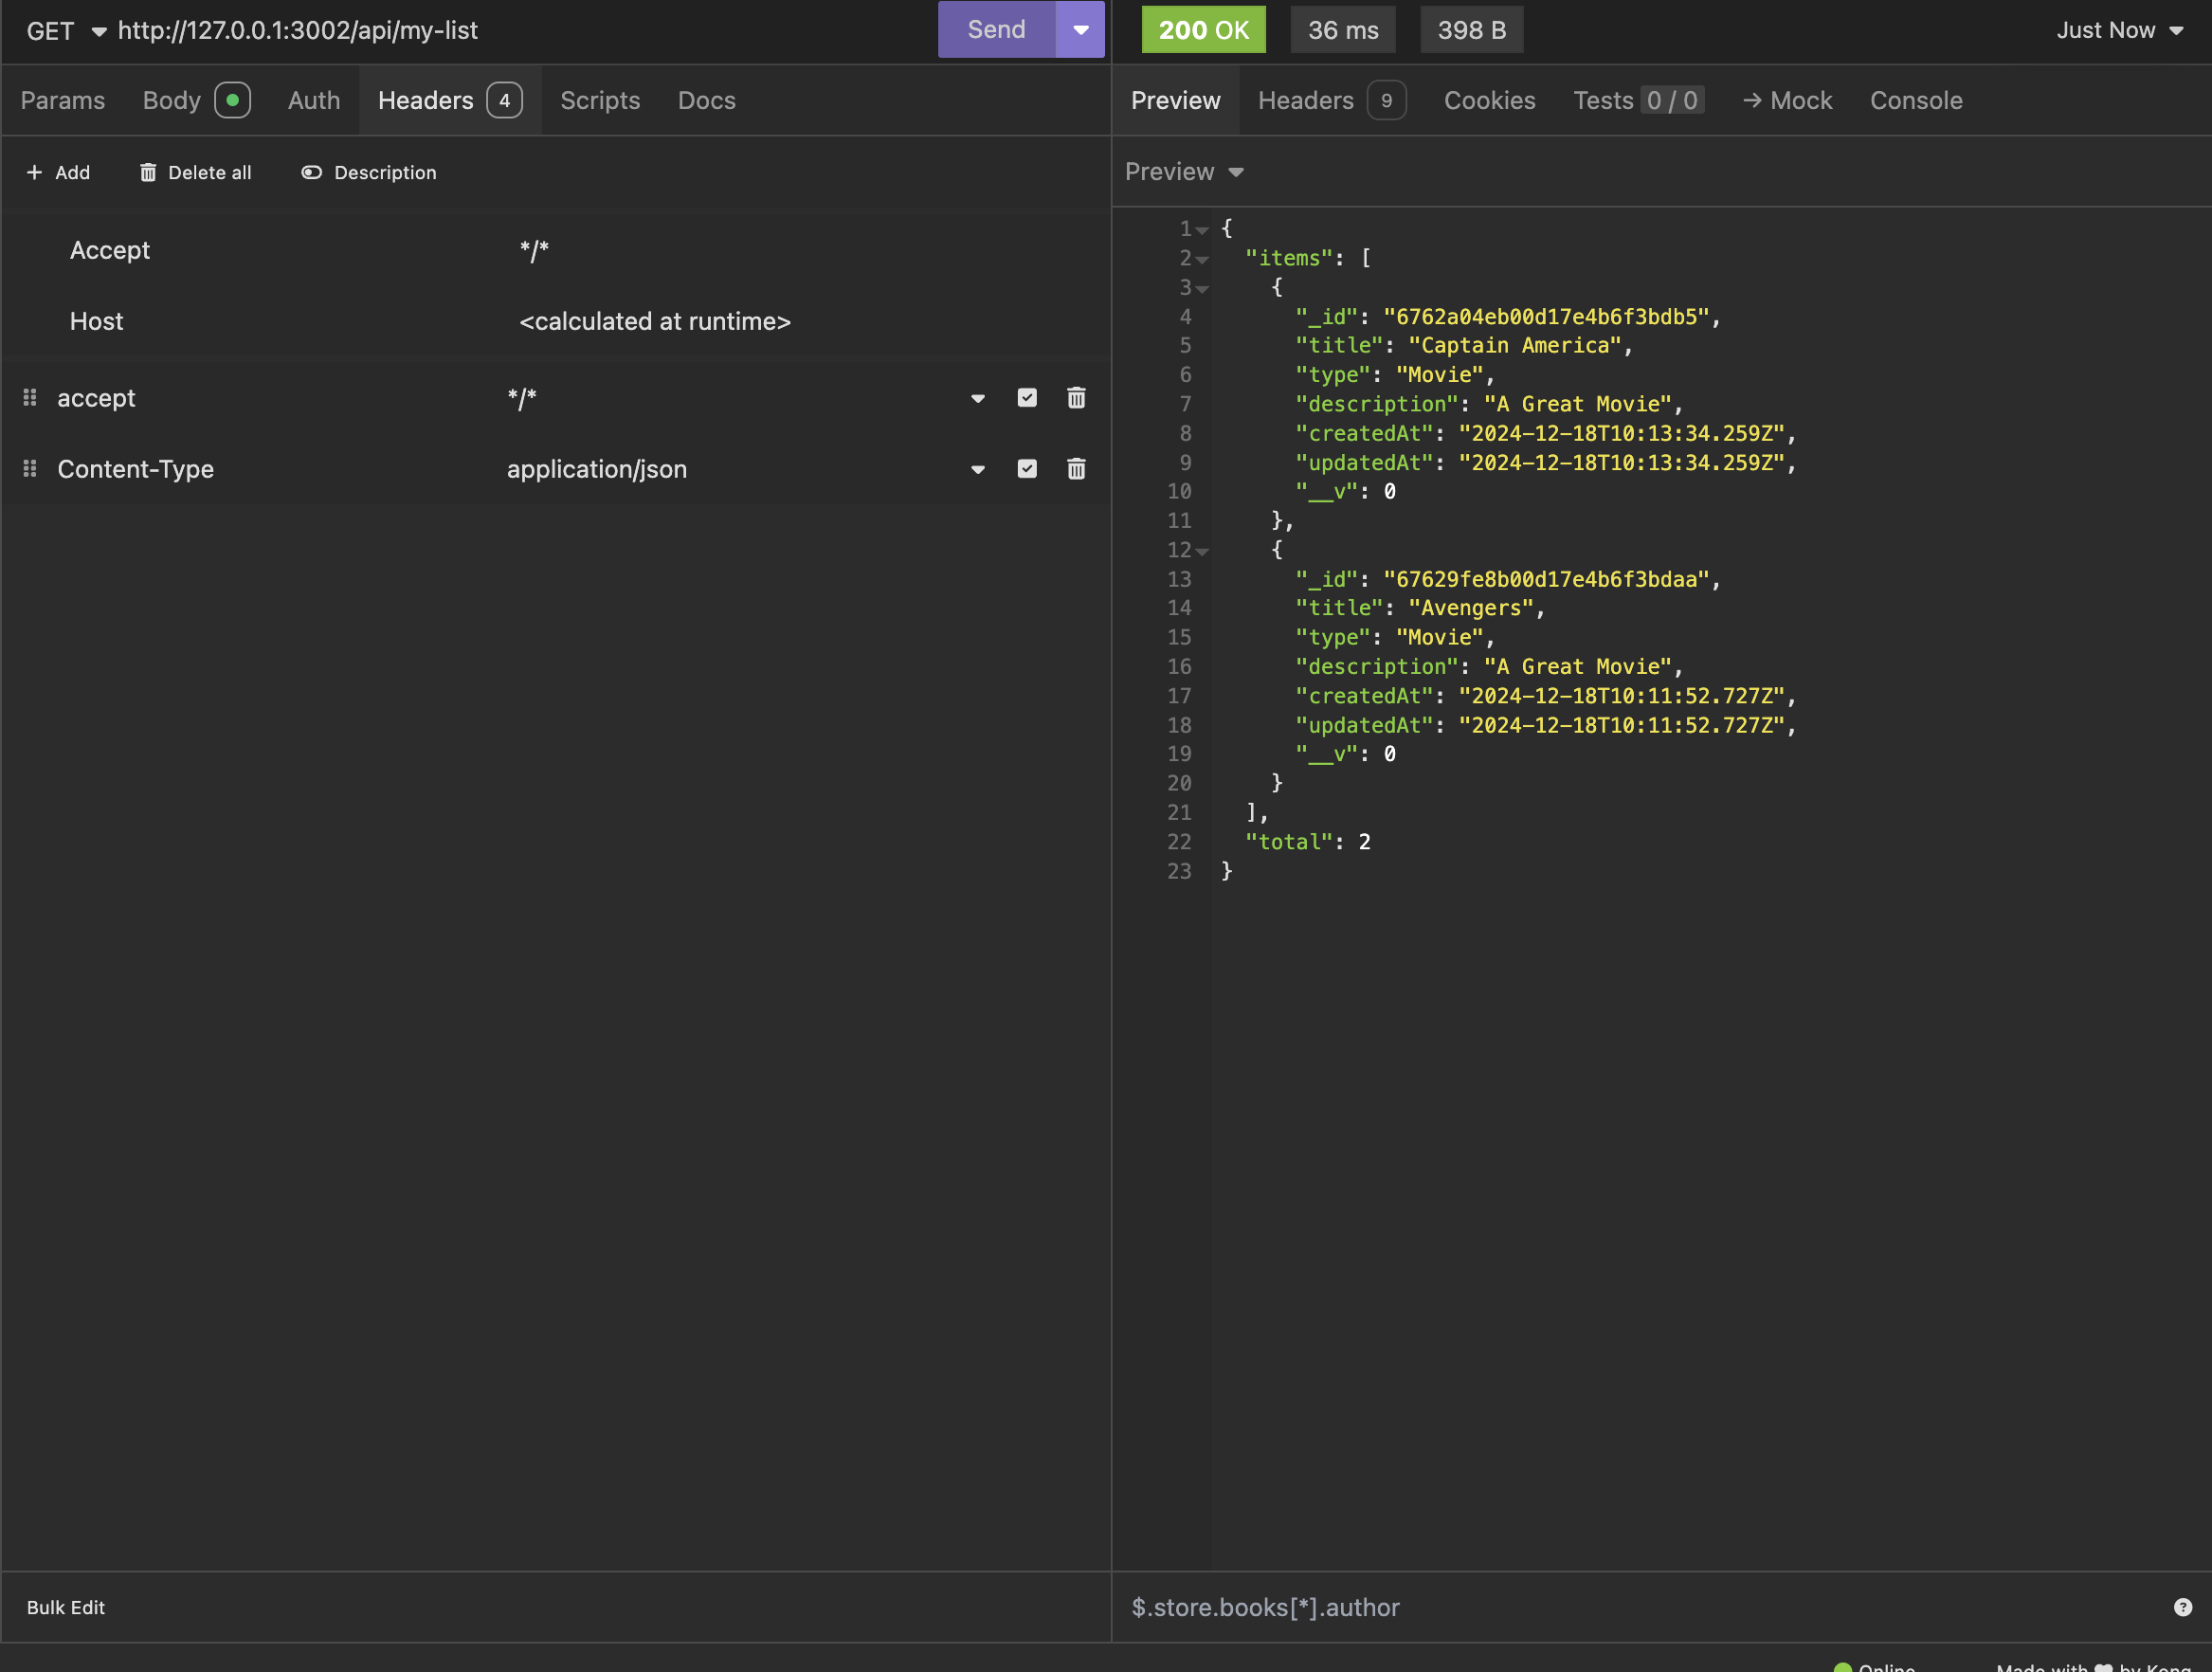 GET http://127.0.0.1:3002/api/my-list
Send
200 OK 36 ms 398 B
Just Now
Params Body Auth Headers 4 Scripts Docs
Preview Headers 9 Cookies Tests 0 / 0 → Mock Console
+ Add Delete all Description
Preview
Accept */*
Host <calculated at runtime>
accept */*
Content-Type application/json
1 {
2 "items": [
3 {
4 "_id": "6762a04eb00d17e4b6f3bdb5",
5 "title": "Captain America",
6 "type": "Movie",
7 "description": "A Great Movie",
8 "createdAt": "2024-12-18T10:13:34.259Z",
9 "updatedAt": "2024-12-18T10:13:34.259Z",
10 "__v": 0
11 },
12 {
13 "_id": "67629fe8b00d17e4b6f3bdaa",
14 "title": "Avengers",
15 "type": "Movie",
16 "description": "A Great Movie",
17 "createdAt": "2024-12-18T10:11:52.727Z",
18 "updatedAt": "2024-12-18T10:11:52.727Z",
19 "__v": 0
20 }
21 ],
22 "total": 2
23 }
Bulk Edit
$.store.books[*].author
?
Online
Made with by Kong